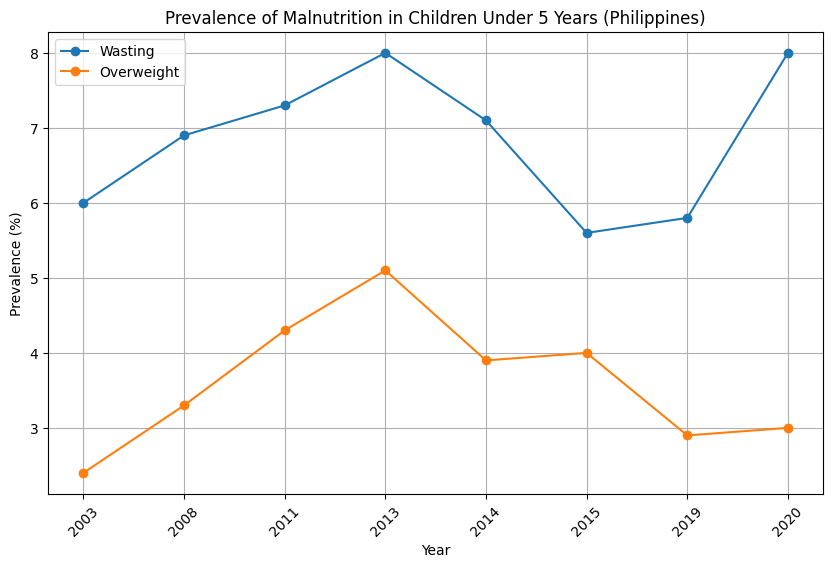 Prevalence of Malnutrition in Children Under 5 Years (Philippines)
Wasting
Overweight
8
7
6
5
4
3
Prevalence (%)
2003 2008 2011 2013 2014 2015 2019 2020
Year